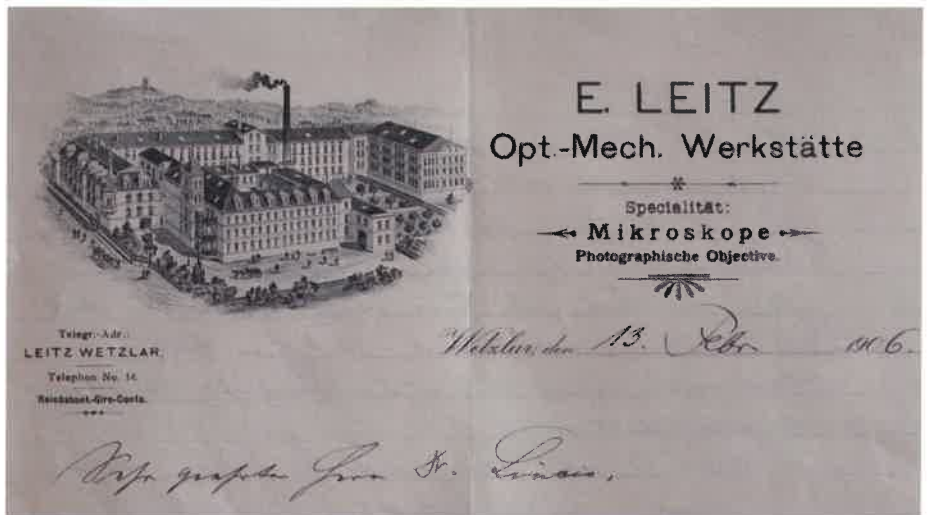 E. LEITZ
Opt.-Mech. Werkstätte
Specialität:
Mikroskope
Photographische Objective.
Telegr.-Adr.:
LEITZ WETZLAR.
Telephon No. 14.
Reichsbank-Giro-Conto.
Wetzlar, den 13. Febr. 1906.
Sehr geehrter Herr Dr.